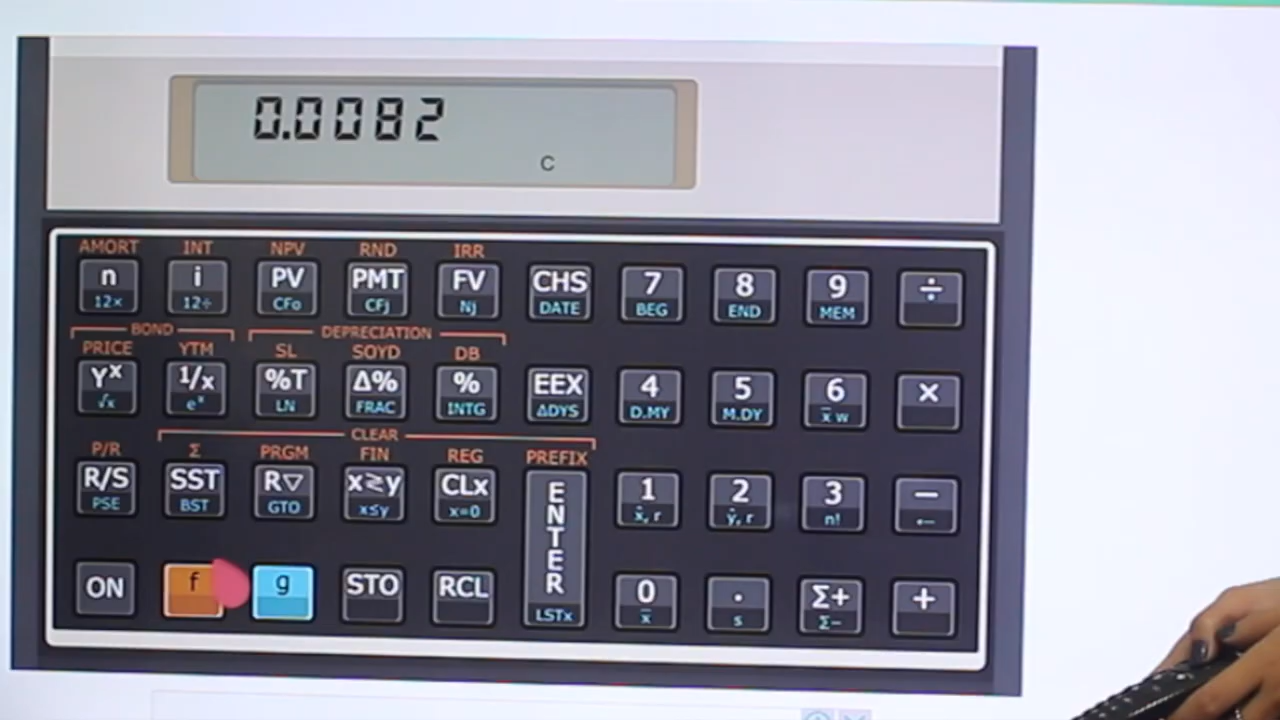 0.0082
C
AMORT INT NPV RND IRR
n i PV PMT FV CHS 7 8 9 ÷
12× 12÷ CFo CFj Nj DATE BEG END MEM
BOND DEPRECIATION
PRICE YTM SL SOYD DB
Yx 1/x %T Δ% % EEX 4 5 6 ×
√x ex LN FRAC INTG ΔDYS D.MY M.DY x̄ w
CLEAR
P/R Σ PRGM FIN REG PREFIX
R/S SST R▽ x≷y CLx ENTER 1 2 3 −
PSE BST GTO x≤y x=0 x̂, r ŷ, r n! ←
ON f g STO RCL 0 . Σ+ +
LSTx x̄ s Σ−